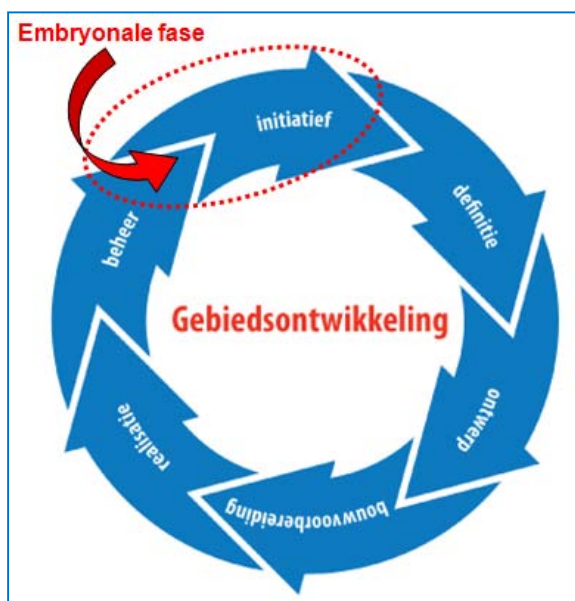 Embryonale fase
initiatief
definitie
ontwerp
bouwvoorbereiding
realisatie
beheer
Gebiedsontwikkeling